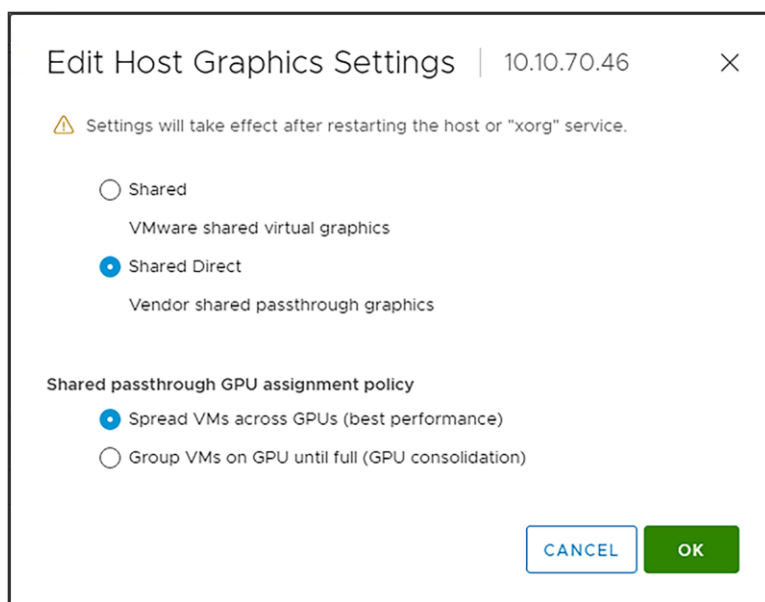 Edit Host Graphics Settings | 10.10.70.46
Settings will take effect after restarting the host or "xorg" service.
Shared
VMware shared virtual graphics
Shared Direct
Vendor shared passthrough graphics
Shared passthrough GPU assignment policy
Spread VMs across GPUs (best performance)
Group VMs on GPU until full (GPU consolidation)
CANCEL OK